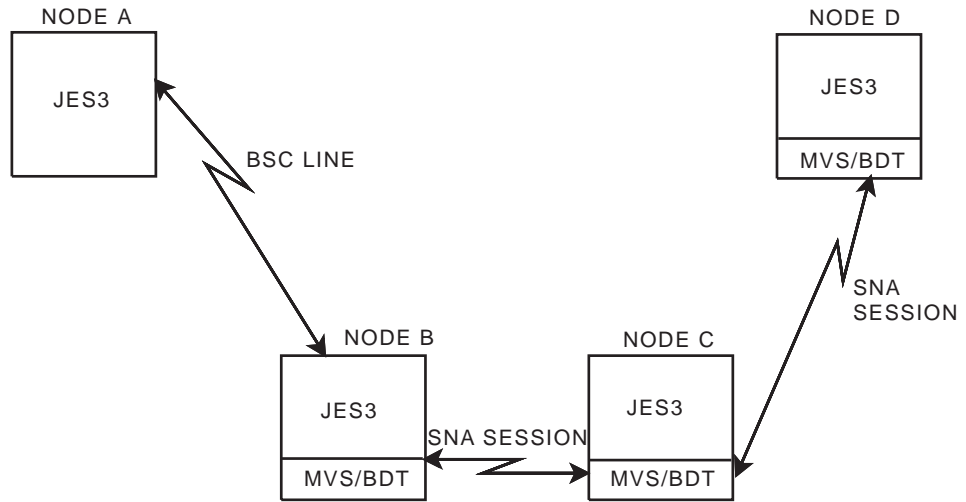 NODE A
JES3
BSC LINE
NODE D
JES3
MVS/BDT
SNA
SESSION
NODE B
JES3
MVS/BDT
SNA SESSION
NODE C
JES3
MVS/BDT